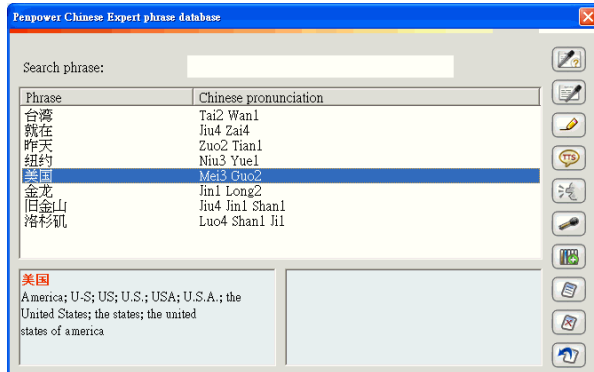 Penpower Chinese Expert phrase database
Search phrase:
Phrase Chinese pronunciation
台湾 Tai2 Wan1
就在 Jiu4 Zai4
昨天 Zuo2 Tian1
纽约 Niu3 Yue1
美国 Mei3 Guo2
金龙 Jin1 Long2
旧金山 Jiu4 Jin1 Shan1
洛杉矶 Luo4 Shan1 Ji1
美国
America; U-S; US; U.S.; USA; U.S.A.; the
United States; the states; the united
states of america
?
TTS